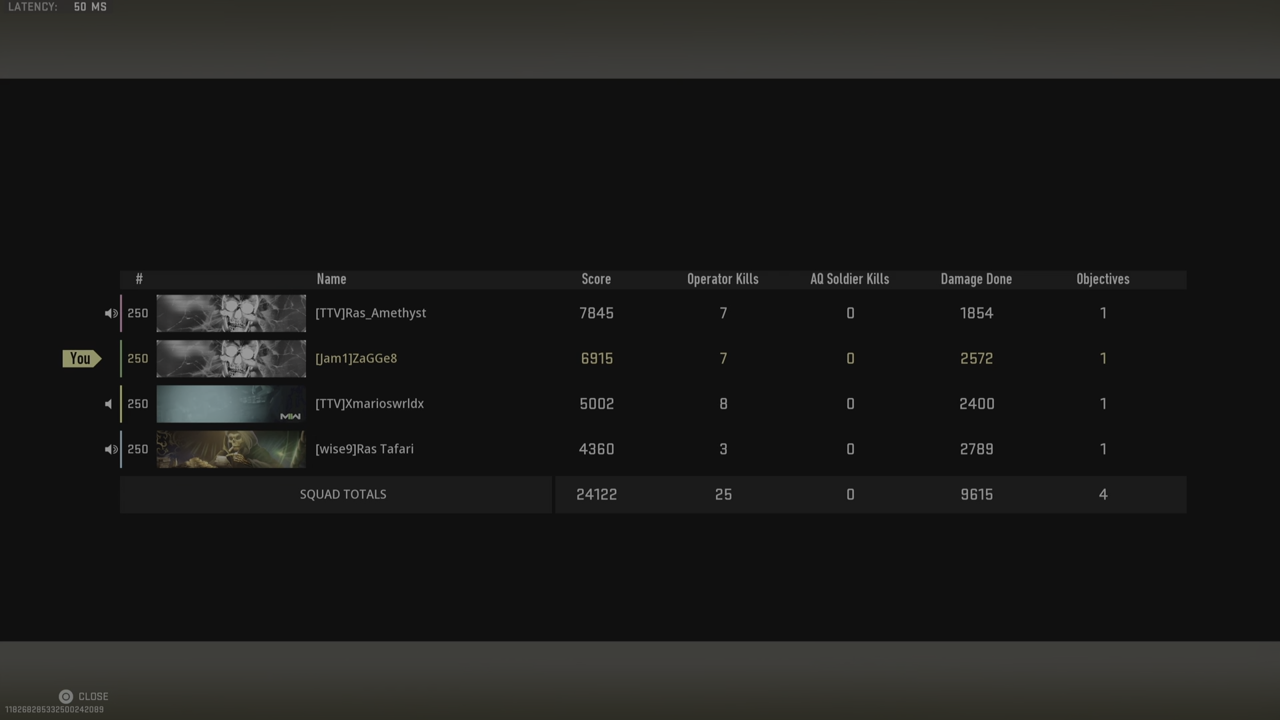 LATENCY: 50 MS
# Name Score Operator Kills AQ Soldier Kills Damage Done Objectives
250 [TTV]Ras_Amethyst 7845 7 0 1854 1
You 250 [Jam1]ZaGGe8 6915 7 0 2572 1
250 MW [TTV]Xmarioswrldx 5002 8 0 2400 1
250 [wise9]Ras Tafari 4360 3 0 2789 1
SQUAD TOTALS 24122 25 0 9615 4
CLOSE
11826828533250024208​9